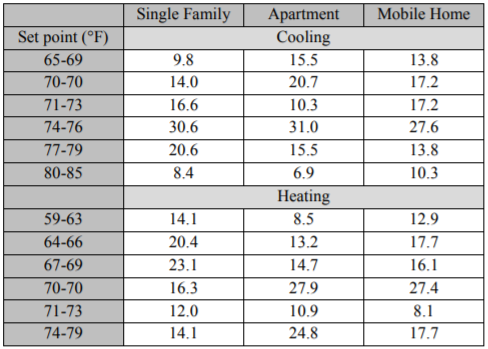 Single Family Apartment Mobile Home
Set point (°F) Cooling
65-69 9.8 15.5 13.8
70-70 14.0 20.7 17.2
71-73 16.6 10.3 17.2
74-76 30.6 31.0 27.6
77-79 20.6 15.5 13.8
80-85 8.4 6.9 10.3
Heating
59-63 14.1 8.5 12.9
64-66 20.4 13.2 17.7
67-69 23.1 14.7 16.1
70-70 16.3 27.9 27.4
71-73 12.0 10.9 8.1
74-79 14.1 24.8 17.7